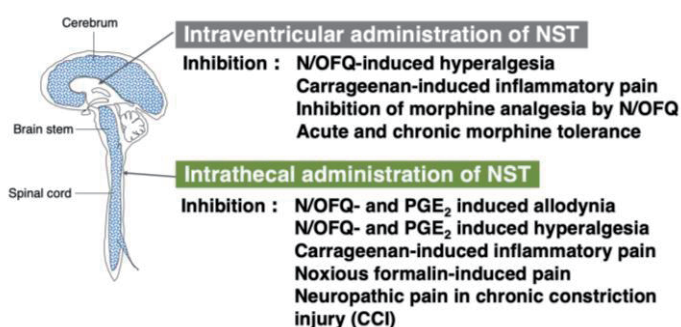 Cerebrum
Intraventricular administration of NST
Inhibition : N/OFQ-induced hyperalgesia
Carrageenan-induced inflammatory pain
Inhibition of morphine analgesia by N/OFQ
Acute and chronic morphine tolerance
Brain stem
Intrathecal administration of NST
Spinal cord
Inhibition : N/OFQ- and PGE₂ induced allodynia
N/OFQ- and PGE₂ induced hyperalgesia
Carrageenan-induced inflammatory pain
Noxious formalin-induced pain
Neuropathic pain in chronic constriction
injury (CCI)